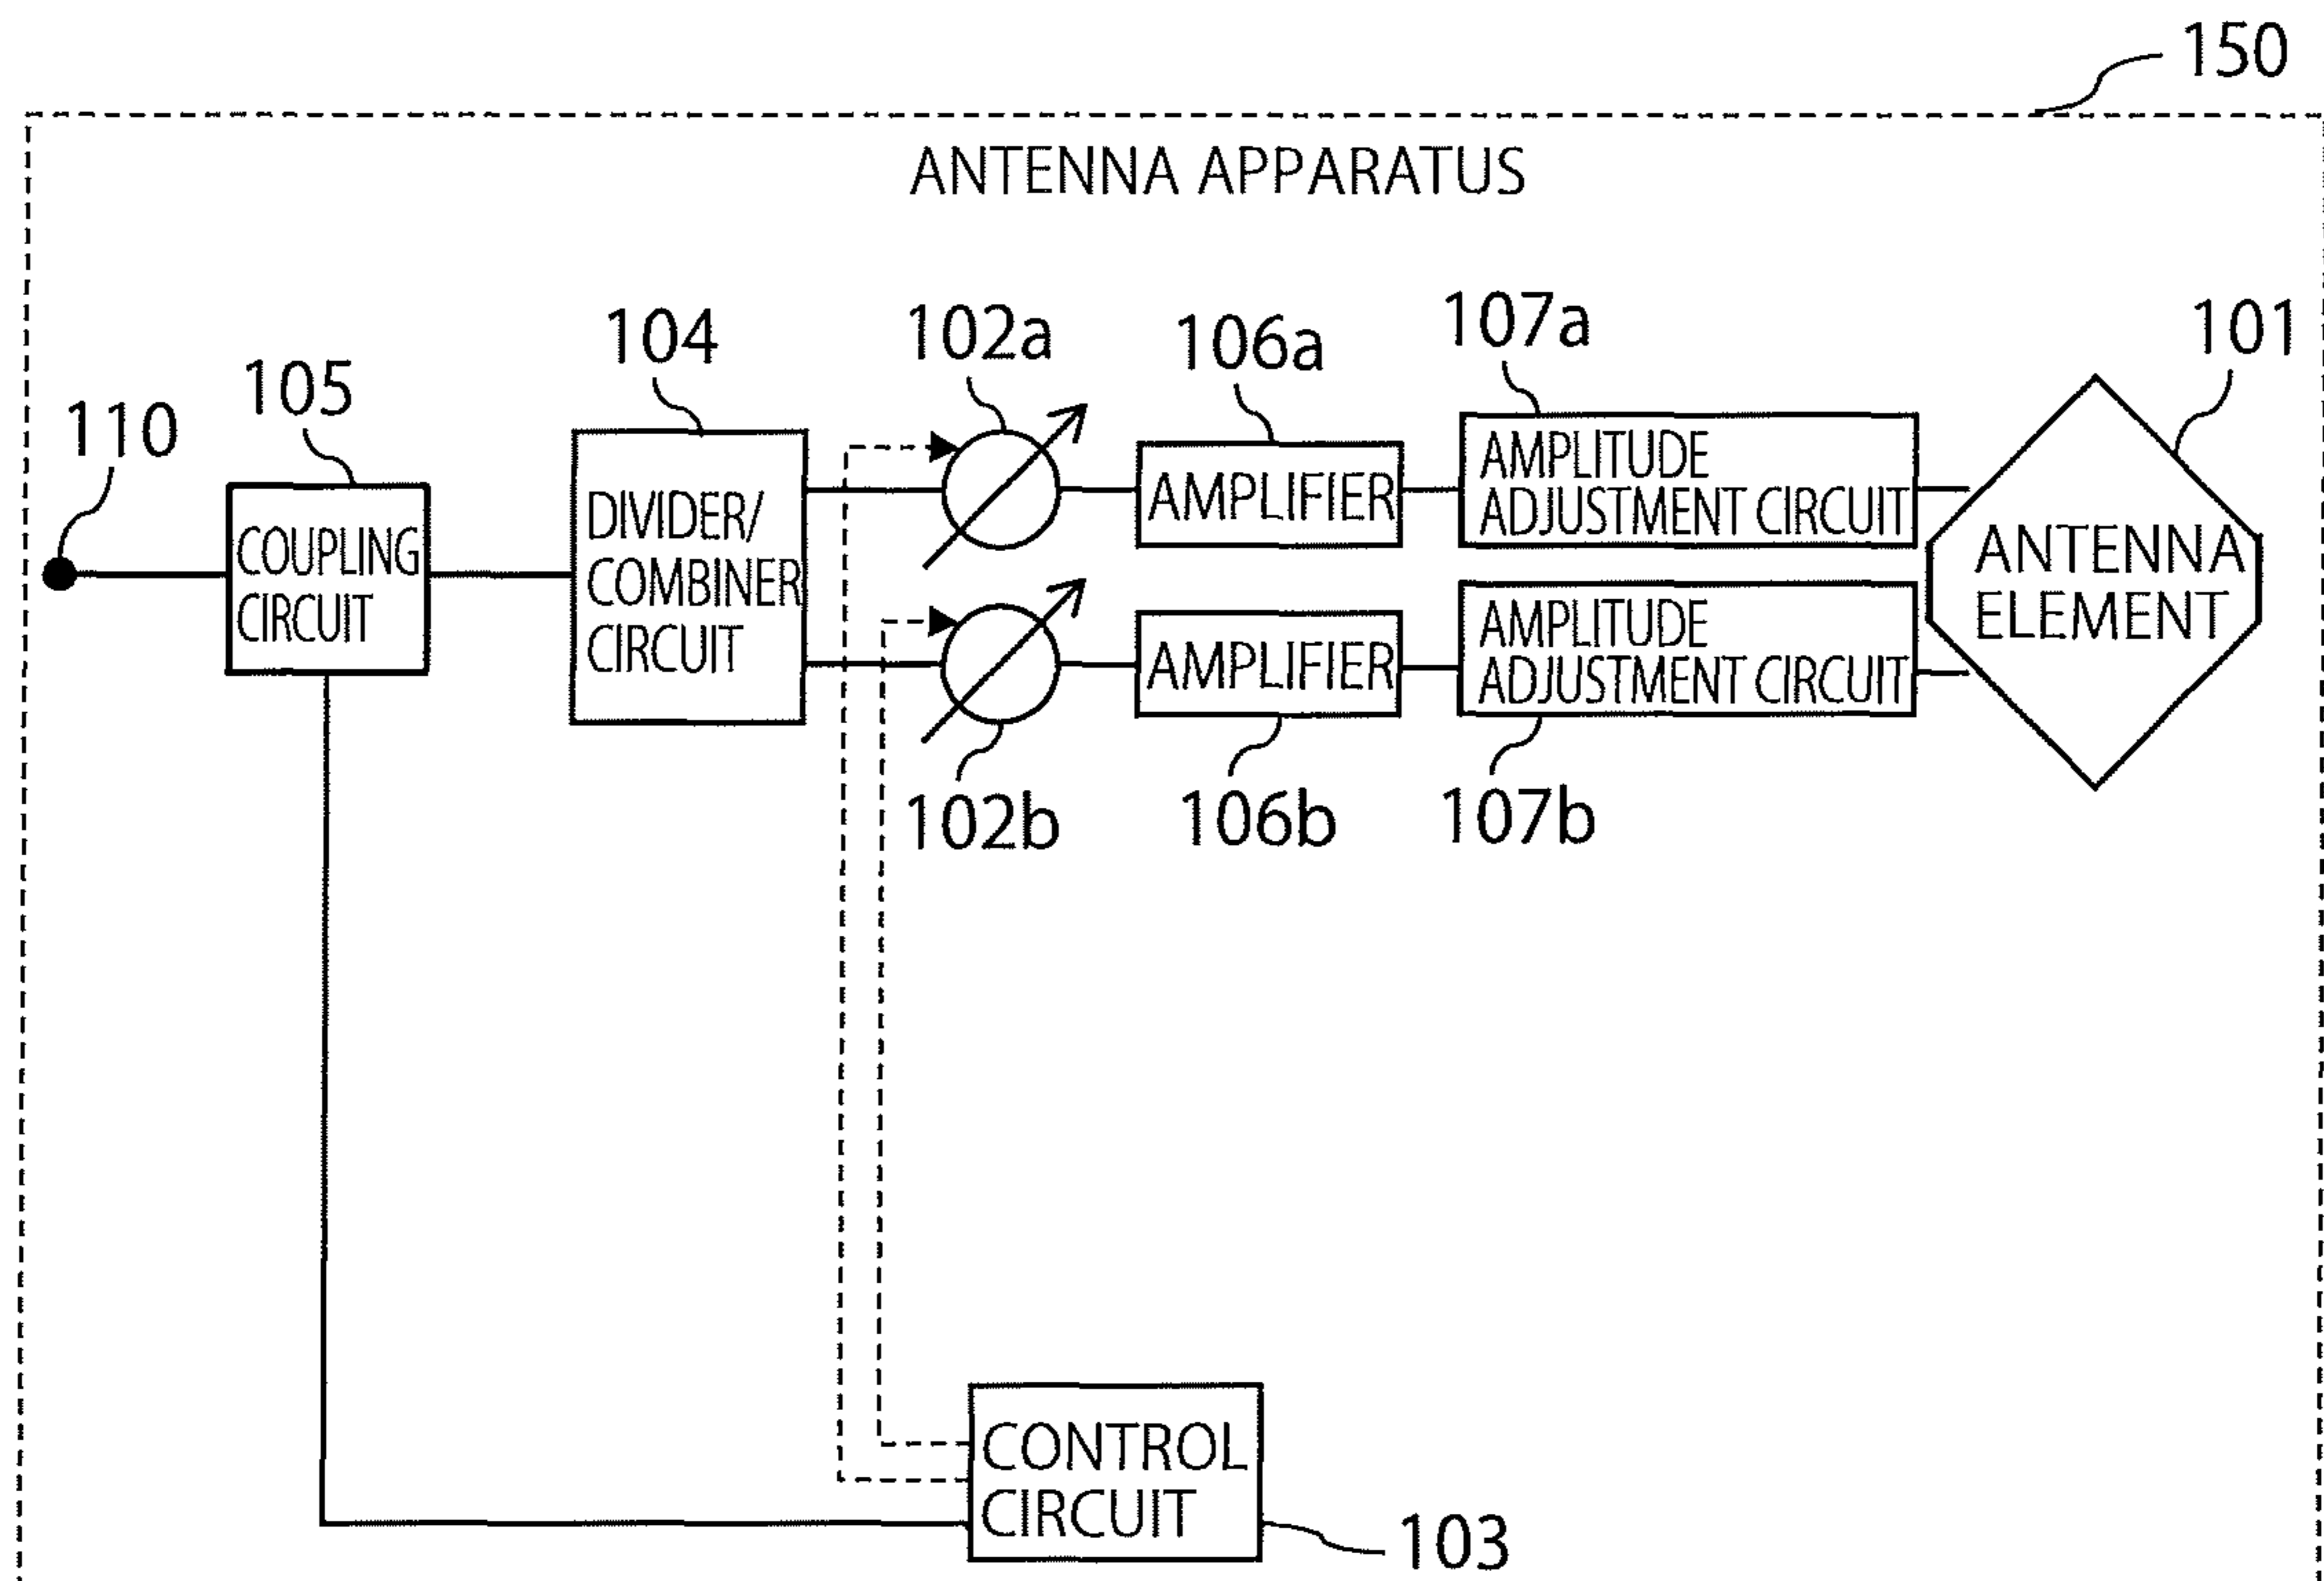 150
ANTENNA APPARATUS
110
105
104
102a
106a
107a
101
COUPLING
CIRCUIT
DIVIDER/
COMBINER
CIRCUIT
AMPLIFIER
AMPLITUDE
ADJUSTMENT CIRCUIT
ANTENNA
ELEMENT
AMPLIFIER
AMPLITUDE
ADJUSTMENT CIRCUIT
102b
106b
107b
CONTROL
CIRCUIT
103